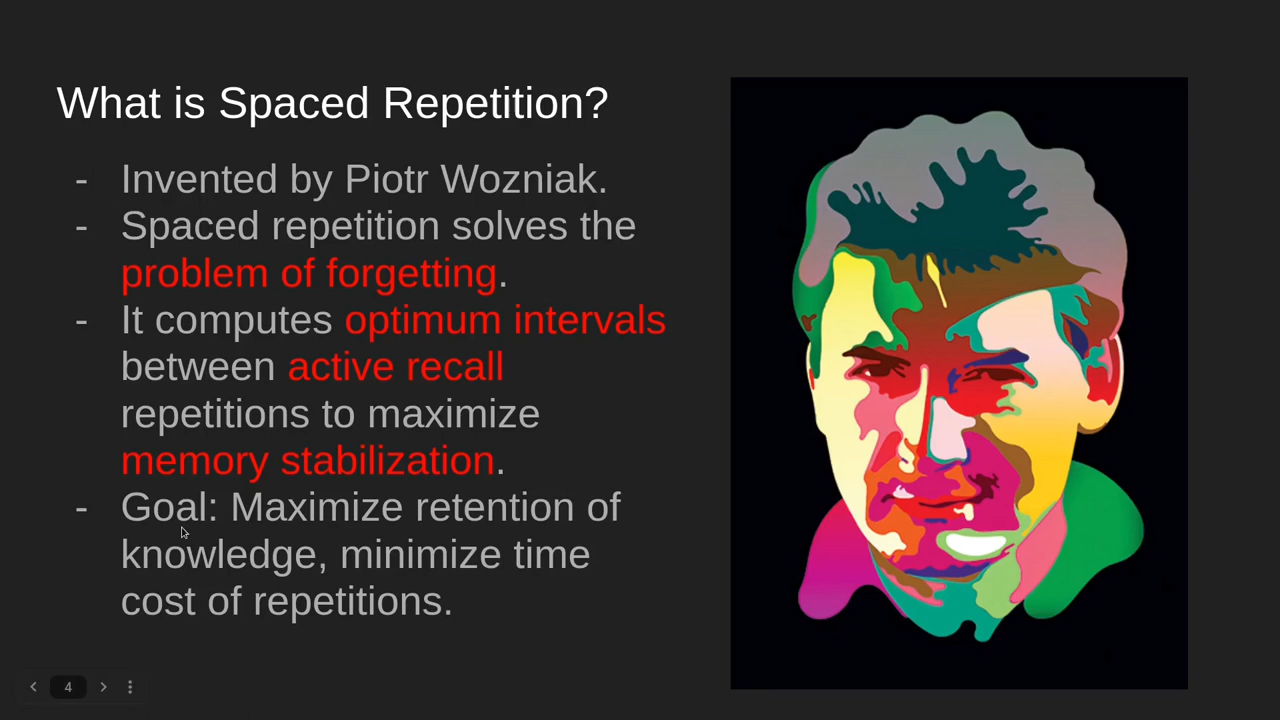 What is Spaced Repetition?
- Invented by Piotr Wozniak.
- Spaced repetition solves the
problem of forgetting.
- It computes optimum intervals
between active recall
repetitions to maximize
memory stabilization.
- Goal: Maximize retention of
knowledge, minimize time
cost of repetitions.
4